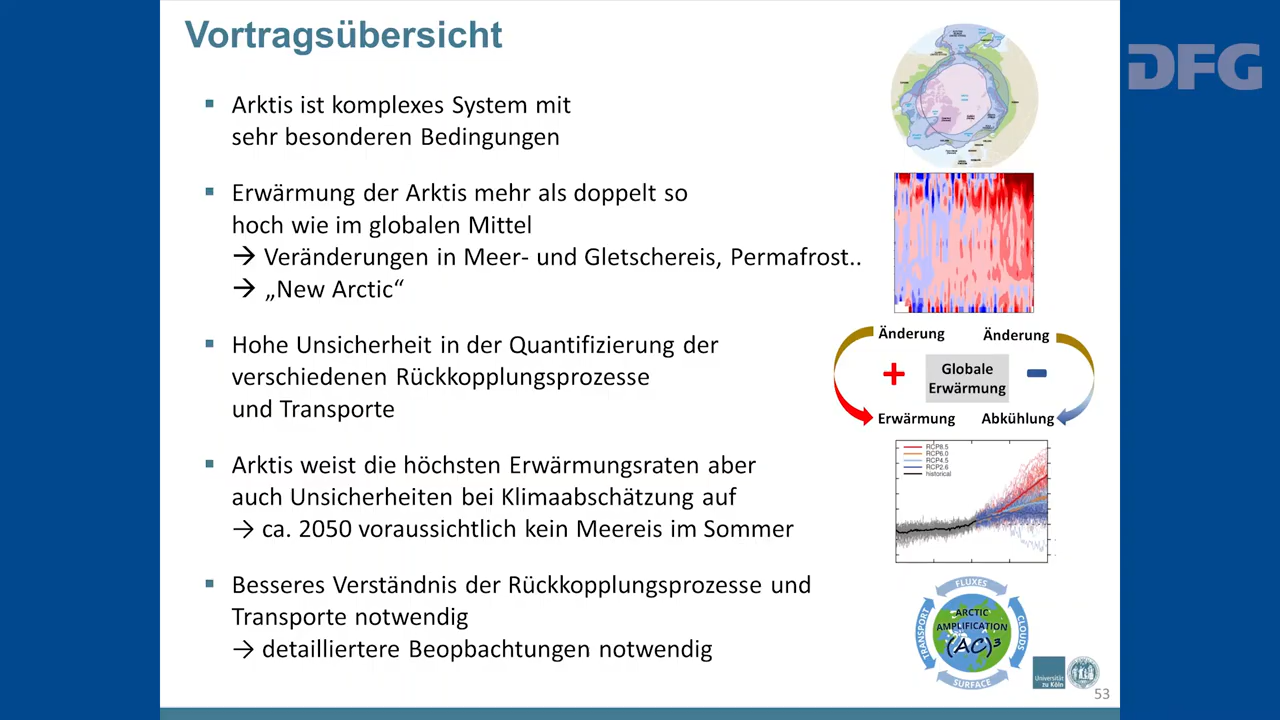 Vortragsübersicht
DFG
▪ Arktis ist komplexes System mit
sehr besonderen Bedingungen
▪ Erwärmung der Arktis mehr als doppelt so
hoch wie im globalen Mittel
→ Veränderungen in Meer- und Gletschereis, Permafrost..
→ „New Arctic“
▪ Hohe Unsicherheit in der Quantifizierung der
verschiedenen Rückkopplungsprozesse
und Transporte
▪ Arktis weist die höchsten Erwärmungsraten aber
auch Unsicherheiten bei Klimaabschätzung auf
→ ca. 2050 voraussichtlich kein Meereis im Sommer
▪ Besseres Verständnis der Rückkopplungsprozesse und
Transporte notwendig
→ detailliertere Beopbachtungen notwendig
Änderung Änderung
+ Globale −
Erwärmung
Erwärmung Abkühlung
RCP8.5
RCP6.0
RCP4.5
RCP2.6
historical
FLUXES
TRANSPORT
CLOUDS
SURFACE
ARCTIC
AMPLIFICATION
(AC)³
Universität
zu Köln
53